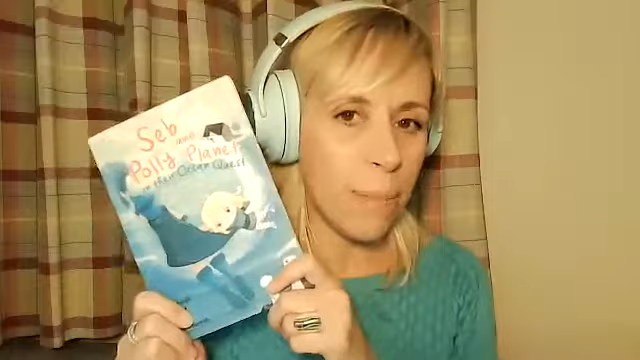 Seb and
Polly Planet
in their Ocean Quest